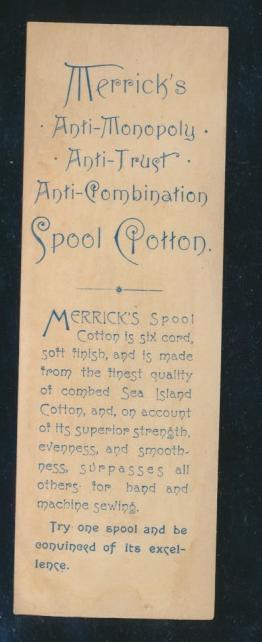 Merrick's
· Anti-Monopoly ·
· Anti-Trust ·
Anti-Combination
Spool Cotton.
MERRICK'S Spool
Cotton is six cord,
soft finish, and is made
from the finest quality
of combed Sea Island
Cotton, and, on account
of its superior strength,
evenness, and smooth-
ness, surpasses all
others for hand and
machine sewing.
Try one spool and be
convinced of its excel-
lence.